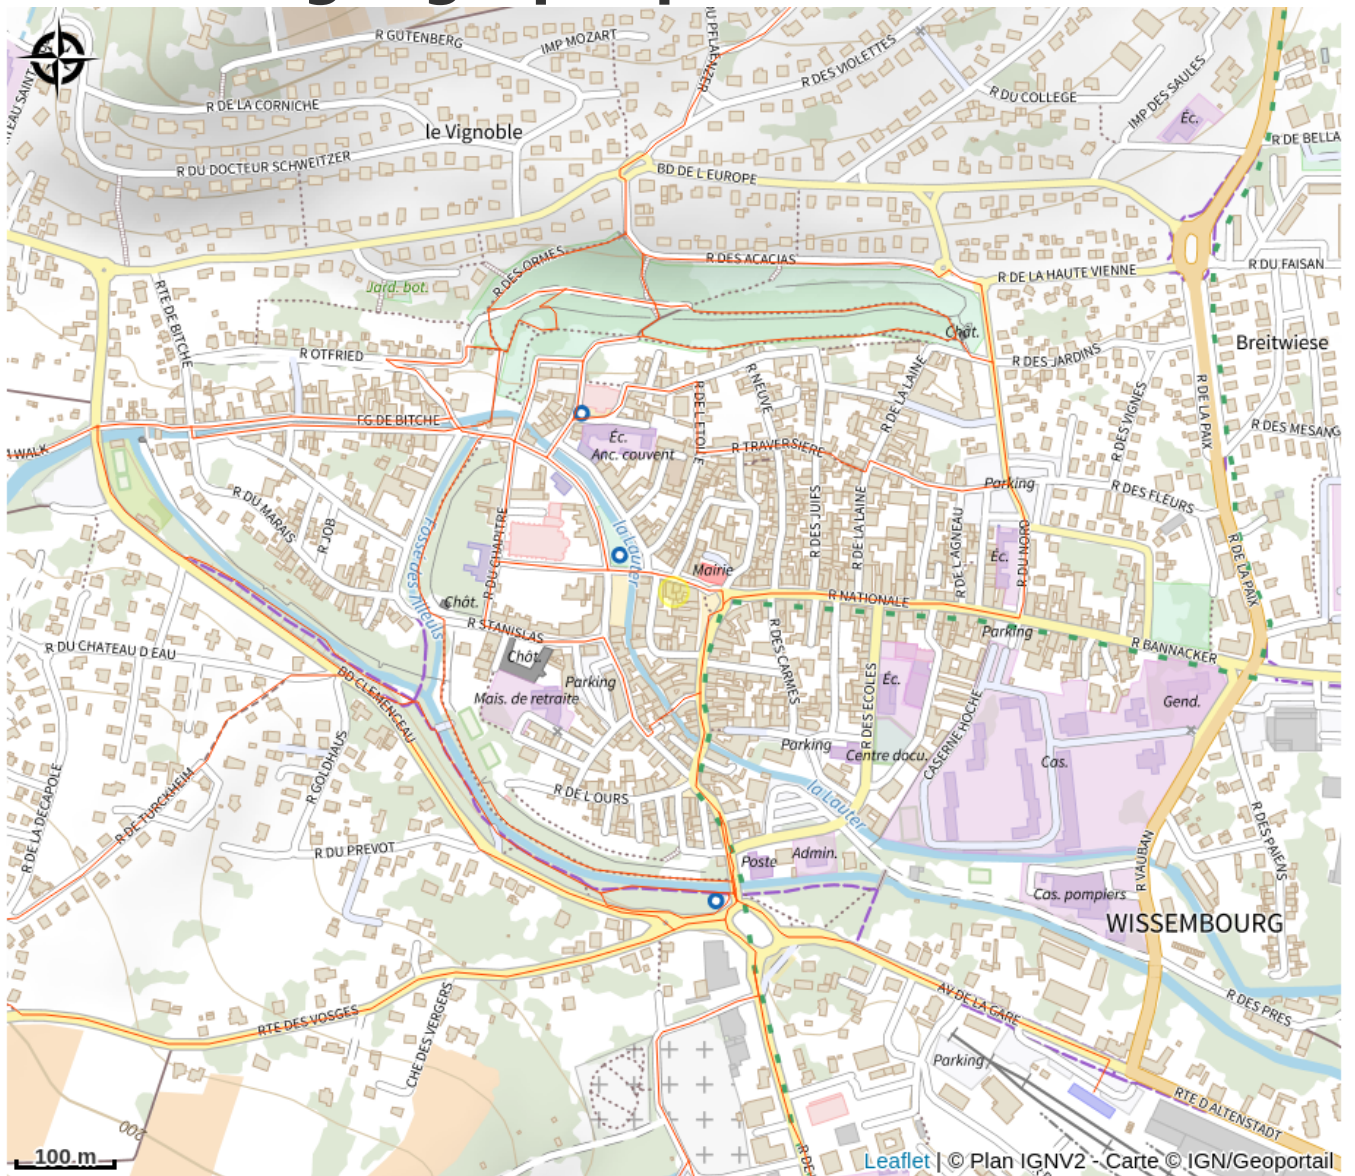 R GUTENBERG
IMP MOZART
R DU PFLAENZER
R DES VIOLETTES
R DU COLLEGE
IMP DES SAULES
Éc.
R DE LA CORNICHE
le Vignoble
R DE BELLA
R DU DOCTEUR SCHWEITZER
BD DE L EUROPE
R DES ORMES
R DES ACACIAS
R DE LA HAUTE VIENNE
R DU FAISAN
Jard. bot.
RTE DE BITCHE
Chât.
R OTFRIED
R DES JARDINS
Breitwiese
R NEUVE
R DE LA LAINE
R DE LA PAIX
R DES VIGNES
R DE L ETOILE
FG DE BITCHE
Éc.
Anc. couvent
R TRAVERSIERE
R DES MESANG
WALK
Parking
R DES FLEURS
R DU MARAIS
R JOB
Fossé des Tilleuls
R DU CHAPITRE
la Lauter
R DES JUIFS
R DE LA LAINE
R DE L AGNEAU
Éc.
R DU NORD
R DE LA PAIX
Mairie
Chât.
R NATIONALE
R STANISLAS
Parking
R BANNACKER
R DU CHATEAU D EAU
Chât.
R DES CARMES
Parking
Mais. de retraite
BD CLEMENCEAU
Éc.
R DES ECOLES
Gend.
CASERNE HOCHE
Parking
Centre docu.
Cas.
R GOLDHAUS
R DE LA DECAPOLE
R DE TURCKHEIM
R DE L OURS
la Lauter
R DU PREVOT
Poste
Admin.
R VAUBAN
R DES PAIENS
Cas. pompiers
WISSEMBOURG
AV DE LA GARE
R DES PRES
RTE DES VOSGES
CHE DES VERGERS
Parking
RTE D ALTENSTADT
200
100 m
Leaflet | © Plan IGNV2 - Carte © IGN/Geoportail